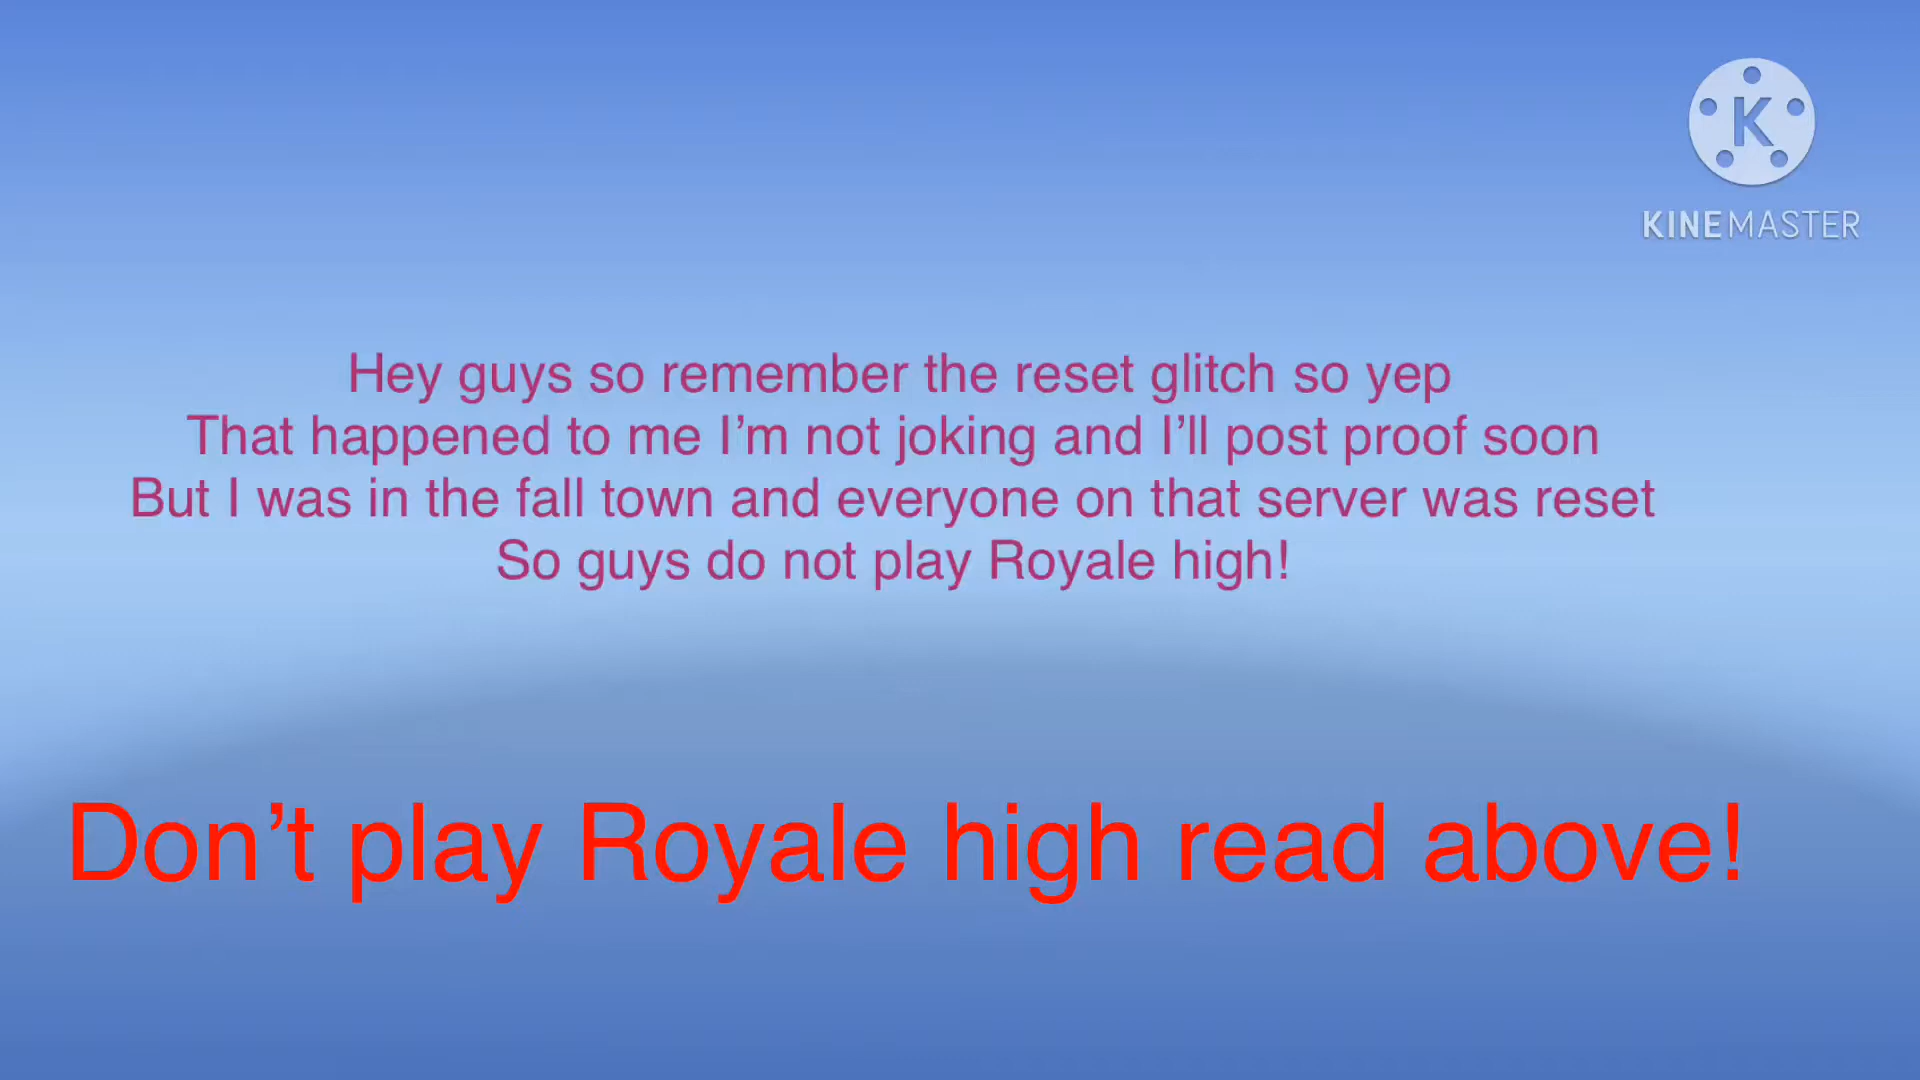 K
KINEMASTER
Hey guys so remember the reset glitch so yep
That happened to me I’m not joking and I’ll post proof soon
But I was in the fall town and everyone on that server was reset
So guys do not play Royale high!
Don’t play Royale high read above!